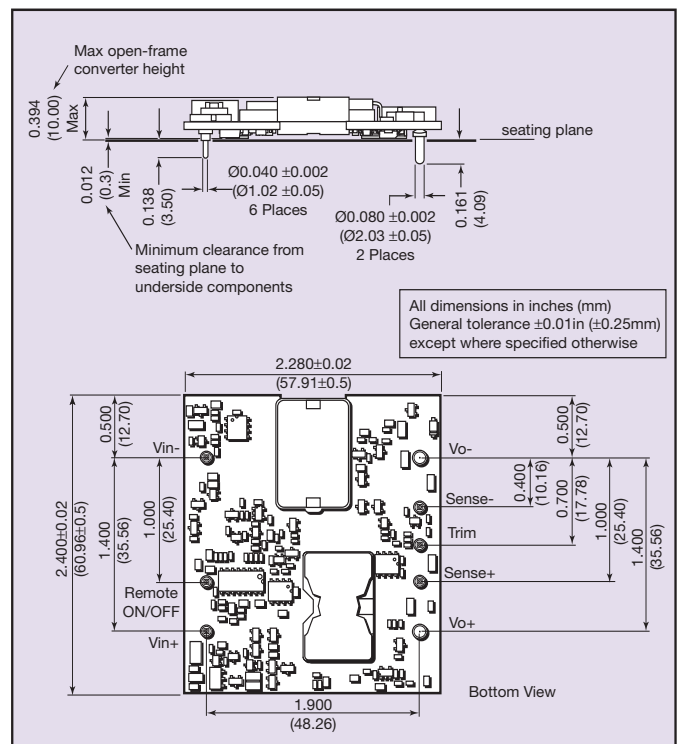 Max open-frame
converter height
0.394
(10.00)
Max
seating plane
0.012
(0.3)
Min
0.138
(3.50)
Ø0.040 ±0.002
(Ø1.02 ±0.05)
6 Places
Ø0.080 ±0.002
(Ø2.03 ±0.05)
2 Places
0.161
(4.09)
Minimum clearance from
seating plane to
underside components
All dimensions in inches (mm)
General tolerance ±0.01in (±0.25mm)
except where specified otherwise
2.280±0.02
(57.91±0.5)
2.400±0.02
(60.96±0.5)
0.500
(12.70)
Vin-
1.400
(35.56)
1.000
(25.40)
Remote
ON/OFF
Vin+
0.500
(12.70)
Vo-
0.400
(10.16)
Sense-
0.700
(17.78)
Trim
1.000
(25.40)
Sense+
1.400
(35.56)
Vo+
Bottom View
1.900
(48.26)